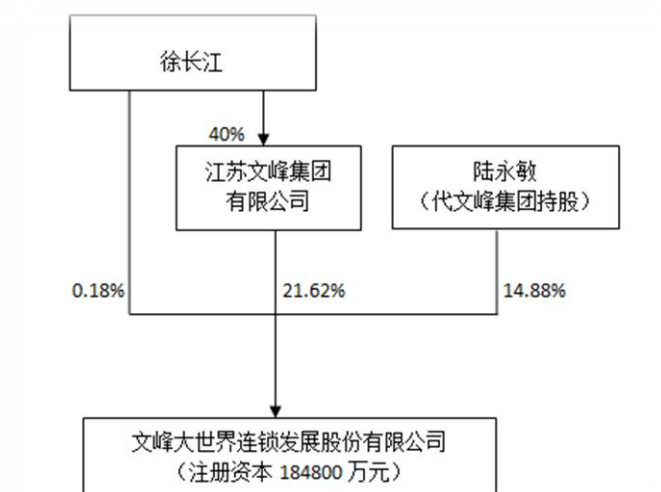 徐长江
40%
江苏文峰集团
有限公司
陆永敏
（代文峰集团持股）
0.18%
21.62%
14.88%
文峰大世界连锁发展股份有限公司
（注册资本 184800 万元）